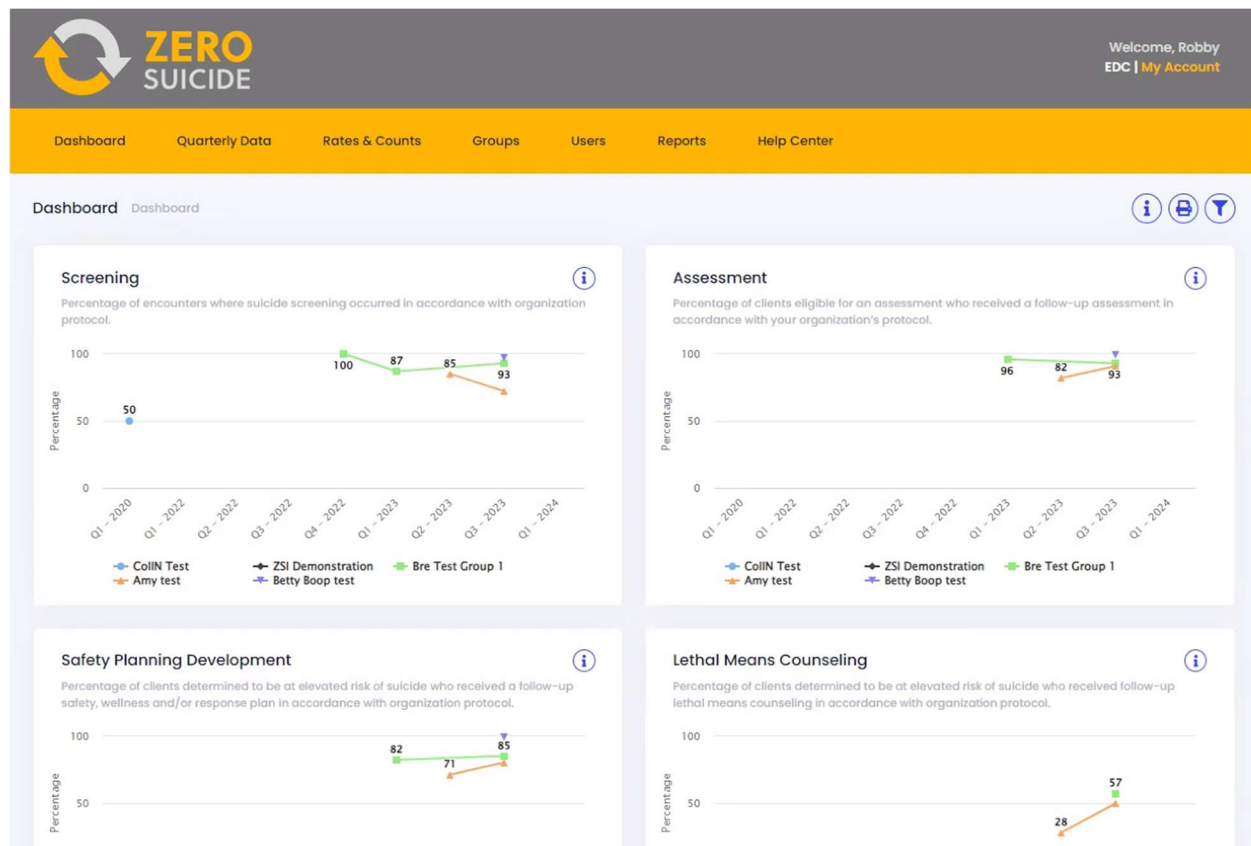 ZERO
SUICIDE
Welcome, Robby
EDC | My Account
Dashboard Quarterly Data Rates & Counts Groups Users Reports Help Center
Dashboard Dashboard
Screening
Percentage of encounters where suicide screening occurred in accordance with organization
protocol.
100
50
0
Percentage
50
100
87
85
93
Q1 - 2020
Q1 - 2022
Q2 - 2022
Q3 - 2022
Q4 - 2022
Q1 - 2023
Q2 - 2023
Q3 - 2023
Q1 - 2024
CoIIN Test ZSI Demonstration Bre Test Group 1
Amy test Betty Boop test
Assessment
Percentage of clients eligible for an assessment who received a follow-up assessment in
accordance with your organization's protocol.
100
50
0
Percentage
96
82
93
Q1 - 2020
Q1 - 2022
Q2 - 2022
Q3 - 2022
Q4 - 2022
Q1 - 2023
Q2 - 2023
Q3 - 2023
Q1 - 2024
CoIIN Test ZSI Demonstration Bre Test Group 1
Amy test Betty Boop test
Safety Planning Development
Percentage of clients determined to be at elevated risk of suicide who received a follow-up
safety, wellness and/or response plan in accordance with organization protocol.
100
50
Percentage
82
71
85
Lethal Means Counseling
Percentage of clients determined to be at elevated risk of suicide who received follow-up
lethal means counseling in accordance with organization protocol.
100
50
Percentage
28
57